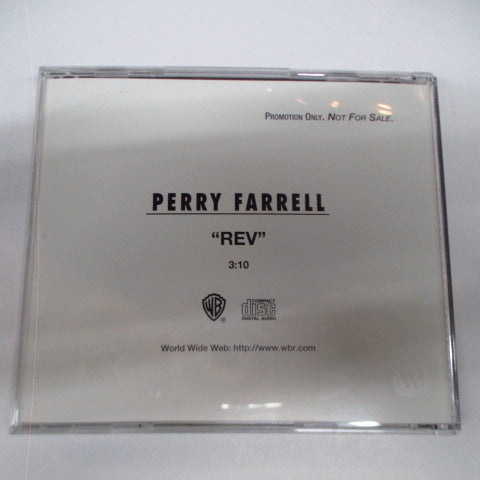 PROMOTION ONLY. NOT FOR SALE.
PERRY FARRELL
“REV”
3:10
WB ® COMPACT disc DIGITAL AUDIO
World Wide Web: http://www.wbr.com